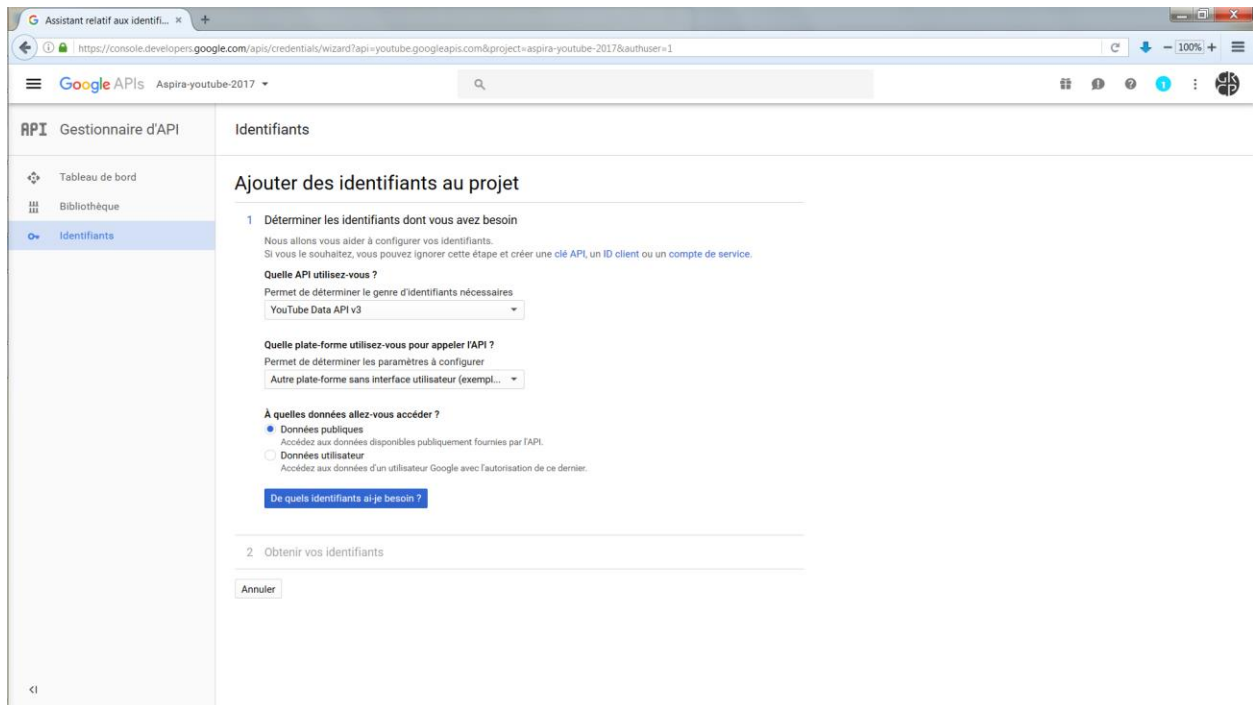 Assistant relatif aux identifi...
https://console.developers.google.com/apis/credentials/wizard?api=youtube.googleapis.com&project=aspira-youtube-2017&authuser=1
100%
Google APIs Aspira-youtube-2017
1
GK
CP
API Gestionnaire d'API
Identifiants
Tableau de bord
Bibliothèque
Identifiants
Ajouter des identifiants au projet
1 Déterminer les identifiants dont vous avez besoin
Nous allons vous aider à configurer vos identifiants.
Si vous le souhaitez, vous pouvez ignorer cette étape et créer une clé API, un ID client ou un compte de service.
Quelle API utilisez-vous ?
Permet de déterminer le genre d'identifiants nécessaires
YouTube Data API v3
Quelle plate-forme utilisez-vous pour appeler l'API ?
Permet de déterminer les paramètres à configurer
Autre plate-forme sans interface utilisateur (exempl...
À quelles données allez-vous accéder ?
Données publiques
Accédez aux données disponibles publiquement fournies par l'API.
Données utilisateur
Accédez aux données d'un utilisateur Google avec l'autorisation de ce dernier.
De quels identifiants ai-je besoin ?
2 Obtenir vos identifiants
Annuler